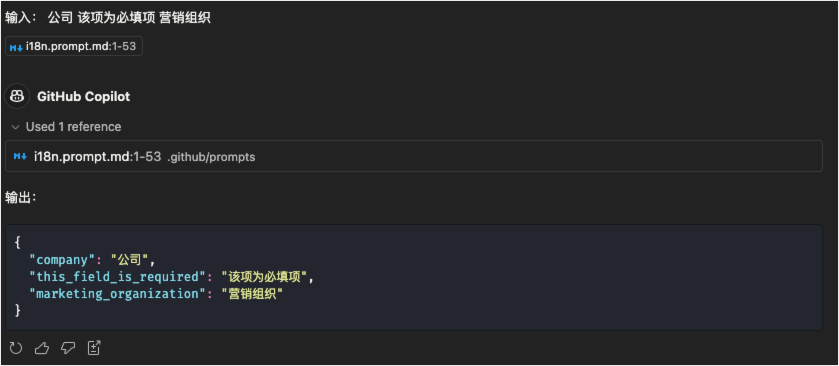 输入： 公司 该项为必填项 营销组织
i18n.prompt.md:1-53
GitHub Copilot
Used 1 reference
i18n.prompt.md:1-53 .github/prompts
输出：
{
"company": "公司",
"this_field_is_required": "该项为必填项",
"marketing_organization": "营销组织"
}